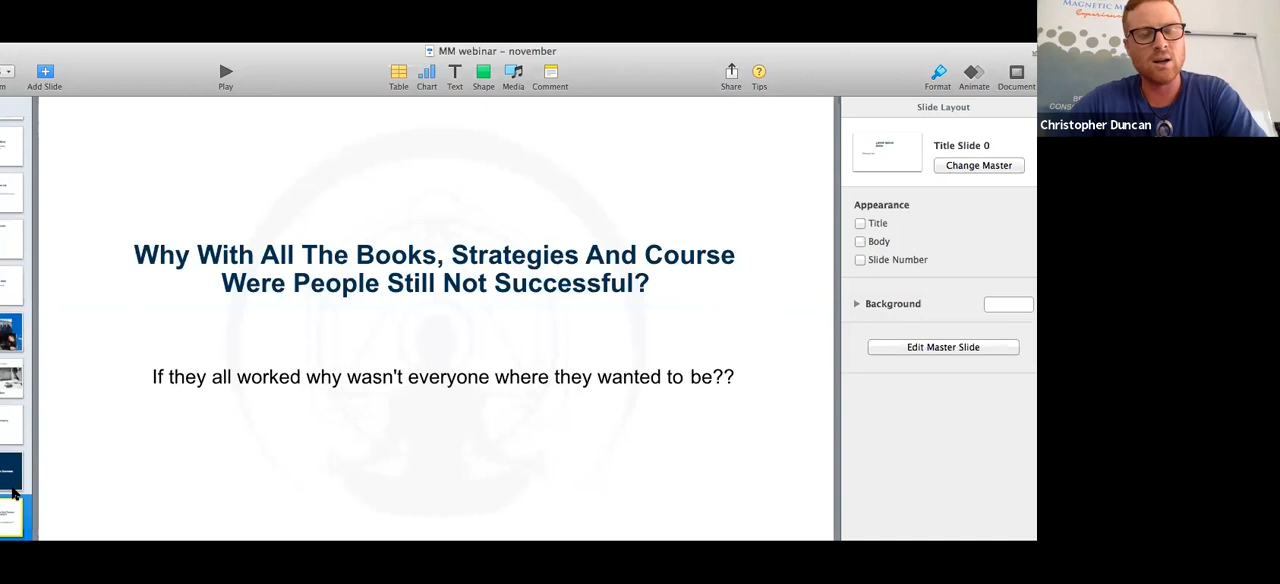 MM webinar - november
Add Slide
Play
Table
Chart
Text
Shape
Media
Comment
Share
Tips
Format
Animate
Document
Slide Layout
Title Slide 0
Change Master
Appearance
Title
Body
Slide Number
Background
Edit Master Slide
Why With All The Books, Strategies And Course
Were People Still Not Successful?
If they all worked why wasn't everyone where they wanted to be??
MAGNETIC
Christopher Duncan